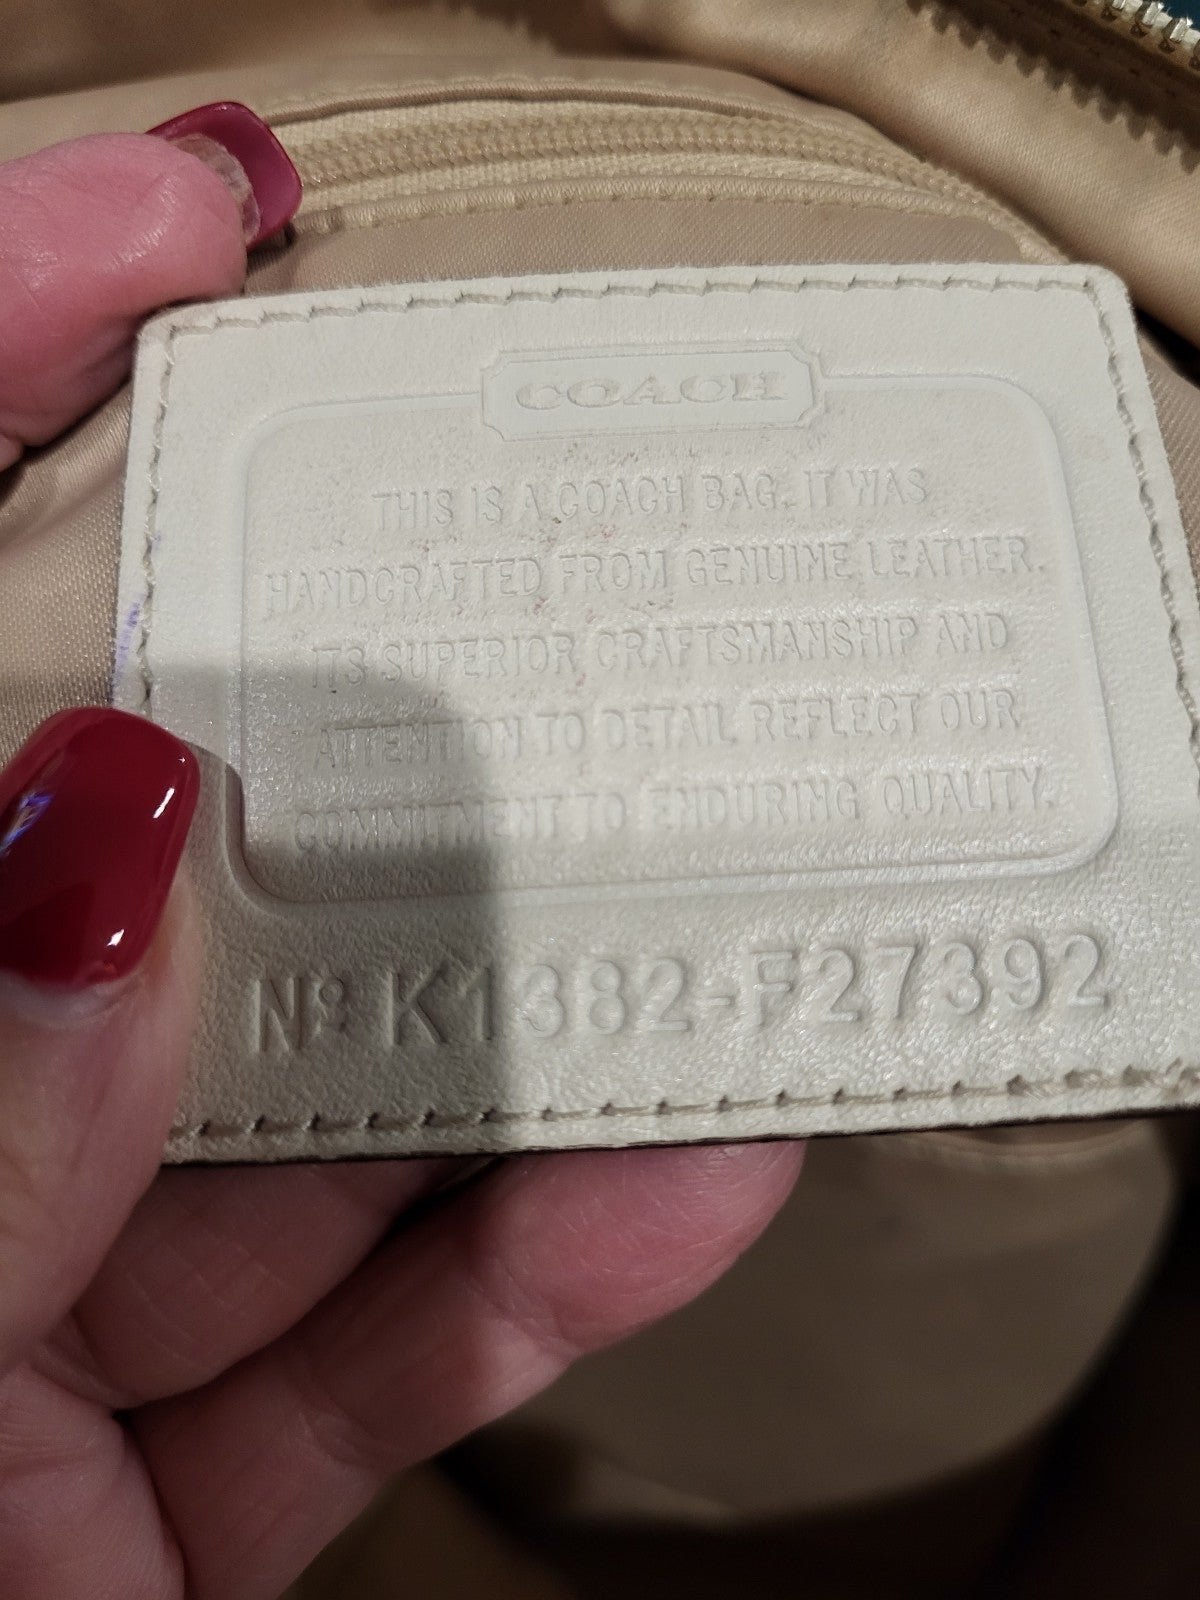 COACH
THIS IS A COACH BAG. IT WAS
HANDCRAFTED FROM GENUINE LEATHER.
ITS SUPERIOR CRAFTSMANSHIP AND
ATTENTION TO DETAIL REFLECT OUR
COMMITMENT TO ENDURING QUALITY.
Nº K1382-F27392